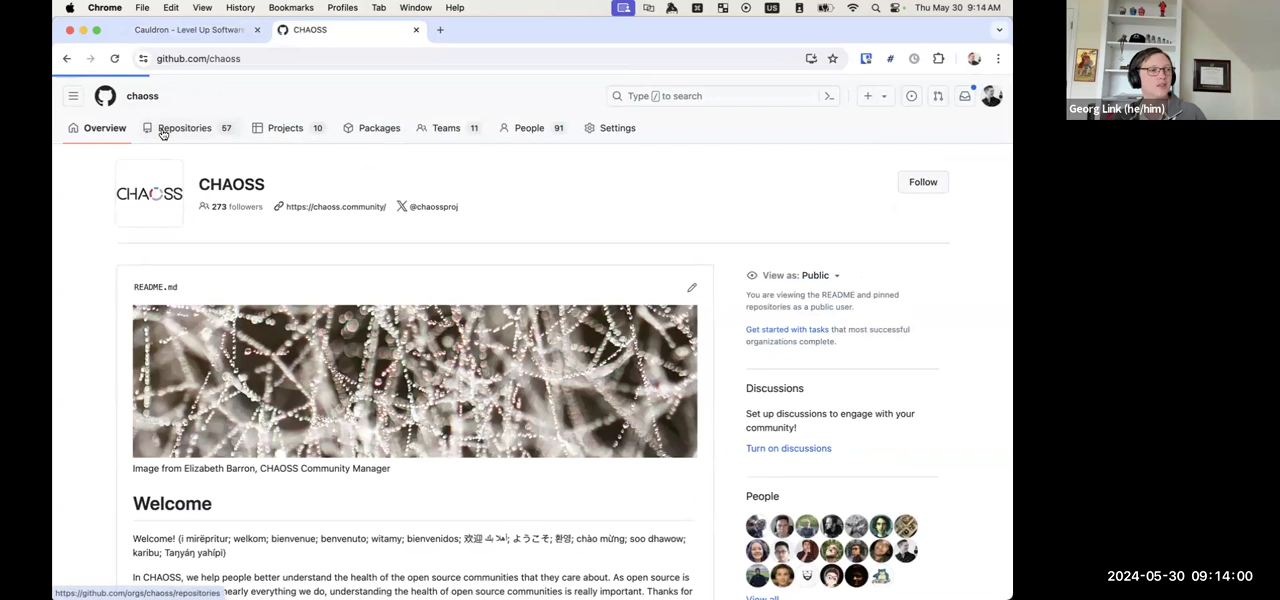 Chrome File Edit View History Bookmarks Profiles Tab Window Help US Thu May 30 9:14 AM
Cauldron - Level Up Softwar CHAOSS
github.com/chaoss
chaoss Type / to search
Overview Repositories 57 Projects 10 Packages Teams 11 People 91 Settings
CHAOSS
CHAOSS
Follow
273 followers https://chaoss.community/ @chaossproj
README.md
View as: Public
You are viewing the README and pinned
repositories as a public user.
Get started with tasks that most successful
organizations complete.
Discussions
Set up discussions to engage with your
community!
Turn on discussions
Image from Elizabeth Barron, CHAOSS Community Manager
Welcome
People
Welcome! (i mirëpritur; welkom; bienvenue; benvenuto; witamy; bienvenidos; 欢迎 ; ようこそ; 환영; chào mừng; soo dhawow;
karibu; Taŋyáŋ yahípi)
In CHAOSS, we help people better understand the health of the open source communities that they care about. As open source is
nearly everything we do, understanding the health of open source communities is really important. Thanks for
View all
https://github.com/orgs/chaoss/repositories
Georg Link (he/him)
2024-05-30 09:14:00